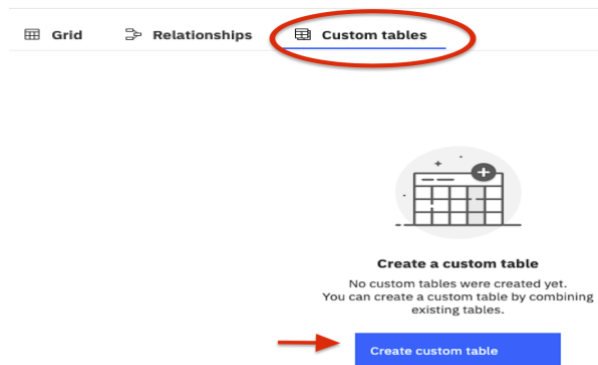 Grid Relationships Custom tables
Create a custom table
No custom tables were created yet.
You can create a custom table by combining
existing tables.
Create custom table